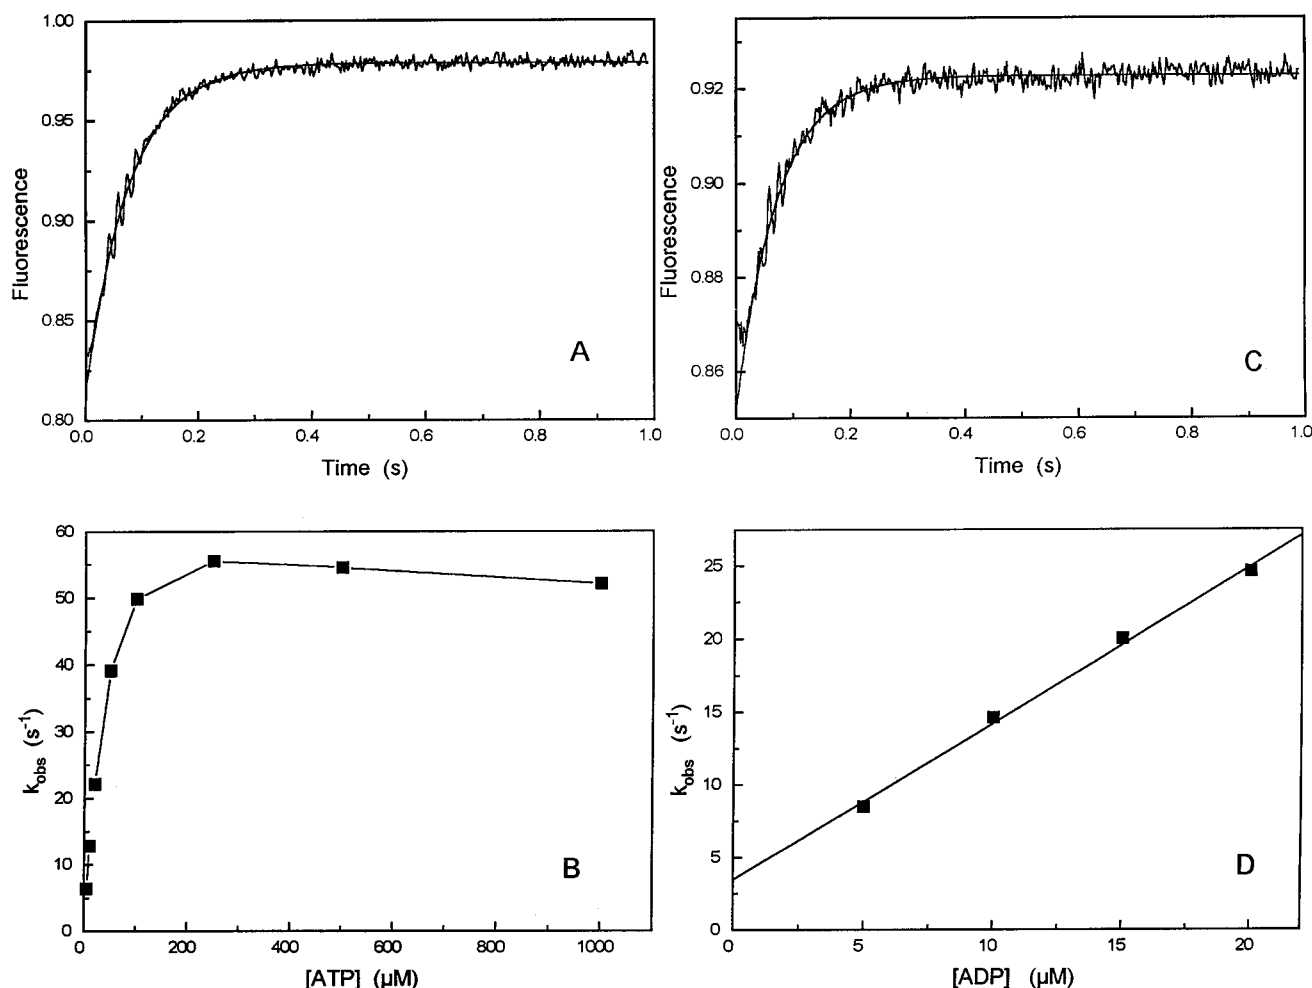 1.00
0.95
0.90
0.85
0.80
Fluorescence
A
0.0 0.2 0.4 0.6 0.8 1.0
Time (s)
0.92
0.90
0.88
0.86
Fluorescence
C
0.0 0.2 0.4 0.6 0.8 1.0
Time (s)
60
50
40
30
20
10
0
k_obs (s⁻¹)
B
0 200 400 600 800 1000
[ATP] (µM)
25
20
15
10
5
0
k_obs (s⁻¹)
D
0 5 10 15 20
[ADP] (µM)